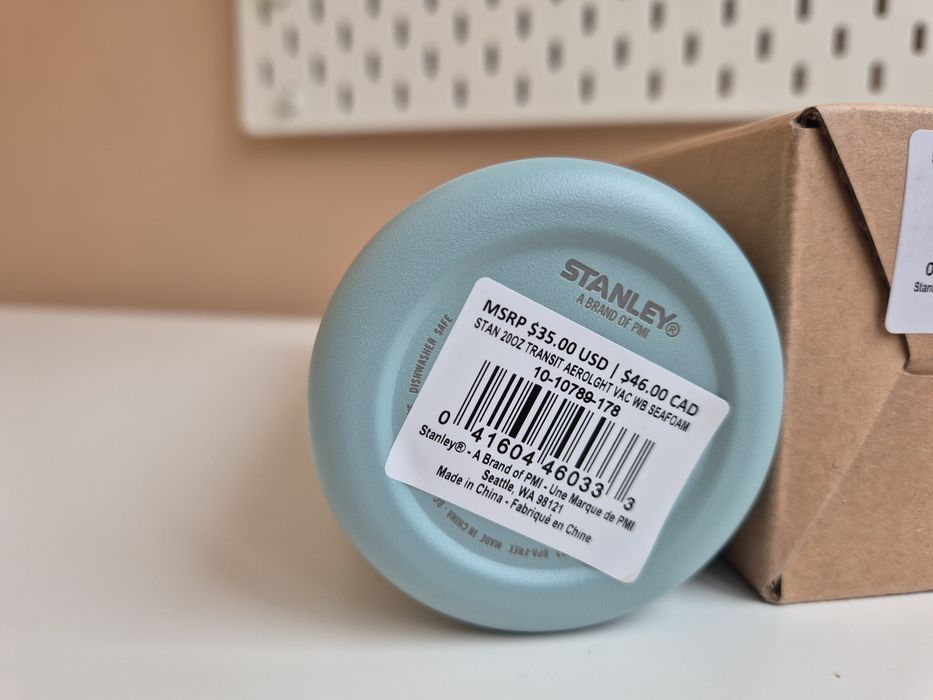 STANLEY®
A BRAND OF PMI
DISHWASHER SAFE
MSRP $35.00 USD | $46.00 CAD
STAN 20OZ TRANSIT AEROLGHT VAC WB SEAFOAM
10-10789-178
0 41604 46033 3
Stanley® - A Brand of PMI - Une Marque de PMI
Seattle, WA 98121
Made in China - Fabriqué en Chine
BPA-FREE MADE IN CHINA